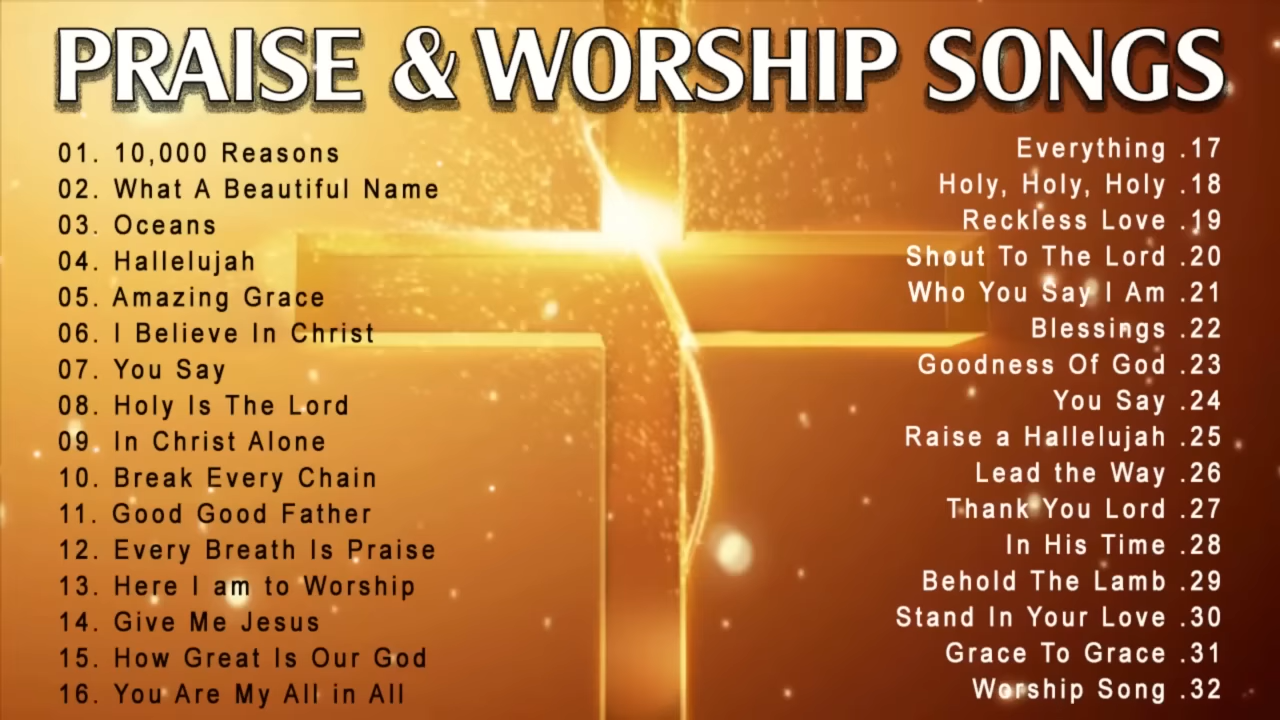 PRAISE & WORSHIP SONGS
01. 10,000 Reasons
02. What A Beautiful Name
03. Oceans
04. Hallelujah
05. Amazing Grace
06. I Believe In Christ
07. You Say
08. Holy Is The Lord
09. In Christ Alone
10. Break Every Chain
11. Good Good Father
12. Every Breath Is Praise
13. Here I am to Worship
14. Give Me Jesus
15. How Great Is Our God
16. You Are My All in All
Everything .17
Holy, Holy, Holy .18
Reckless Love .19
Shout To The Lord .20
Who You Say I Am .21
Blessings .22
Goodness Of God .23
You Say .24
Raise a Hallelujah .25
Lead the Way .26
Thank You Lord .27
In His Time .28
Behold The Lamb .29
Stand In Your Love .30
Grace To Grace .31
Worship Song .32